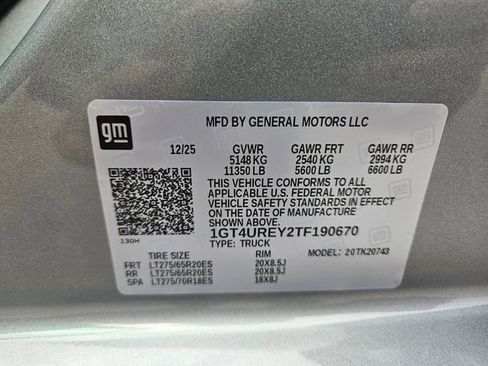 gm
MFD BY GENERAL MOTORS LLC
12/25 GVWR GAWR FRT GAWR RR
5148 KG 2540 KG 2994 KG
11350 LB 5600 LB 6600 LB
THIS VEHICLE CONFORMS TO ALL
APPLICABLE U.S. FEDERAL MOTOR
VEHICLE SAFETY STANDARDS IN EFFECT
ON THE DATE OF MANUFACTURE
1GT4UREY2TF190670
130H TYPE: TRUCK MODEL: 20TK20743
TIRE SIZE RIM
FRT LT275/65R20ES 20X8.5J
RR LT275/65R20ES 20X8.5J
SPA LT275/70R18ES 18X8J